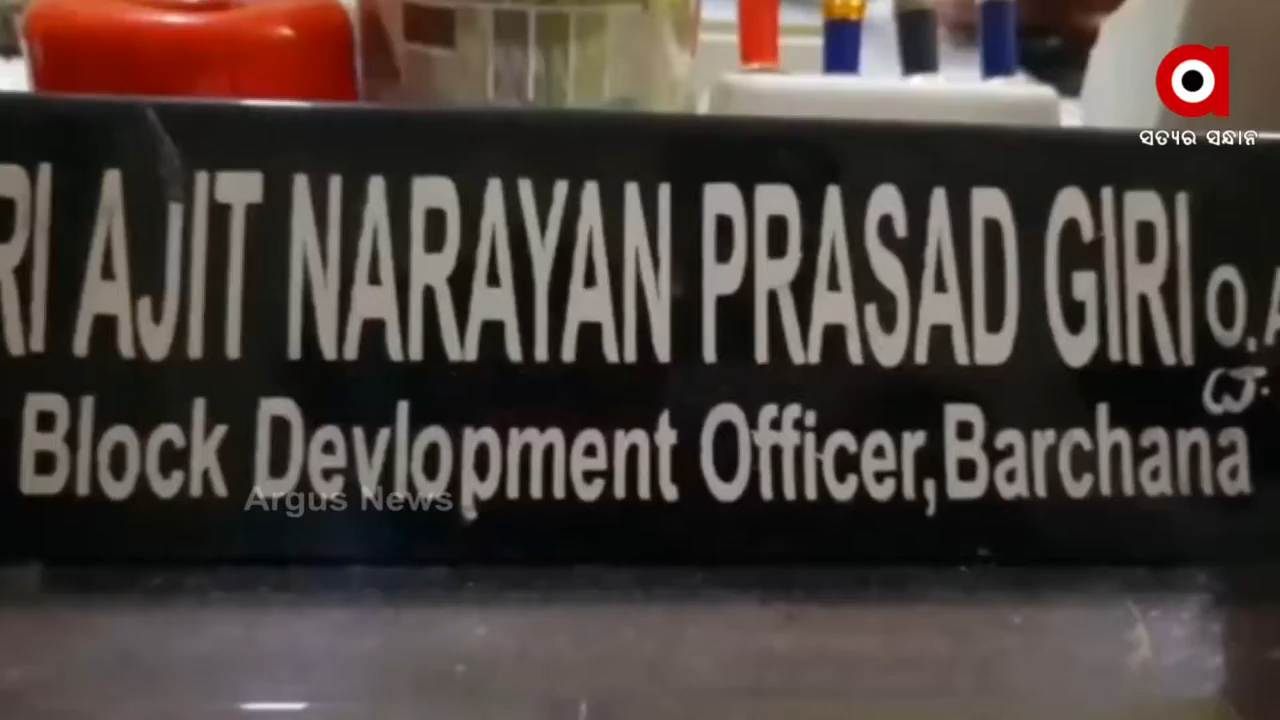 ସତ୍ୟର ସନ୍ଧାନ
RI AJIT NARAYAN PRASAD GIRI O.
Block Devlopment Officer,Barchana
Argus News